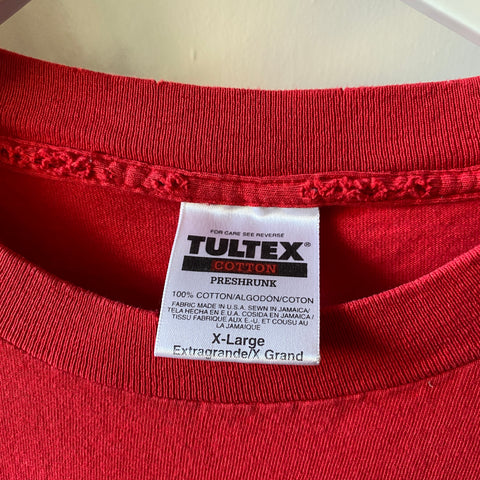 FOR CARE SEE REVERSE
TULTEX®
COTTON
PRESHRUNK
100% COTTON/ALGODÓN/COTON
FABRIC MADE IN U.S.A. SEWN IN JAMAICA/
TELA HECHA EN E.U.A. COSIDA EN JAMAICA/
TISSU FABRIQUE AUX E.-U. ET COUSU AU
LA JAMAIQUE
X-Large
Extragrande/X Grand